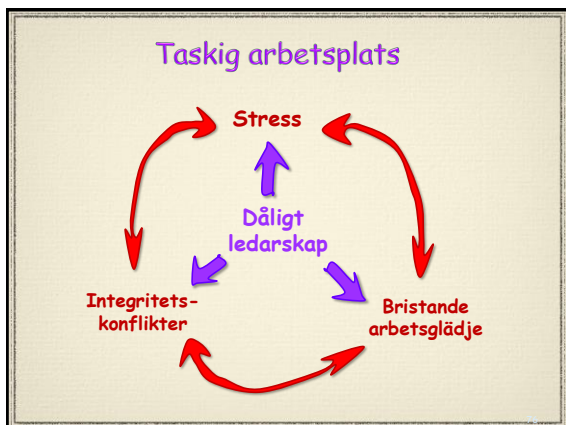 Taskig arbetsplats
Stress
Dåligt
ledarskap
Integritets-
konflikter
Bristande
arbetsglädje